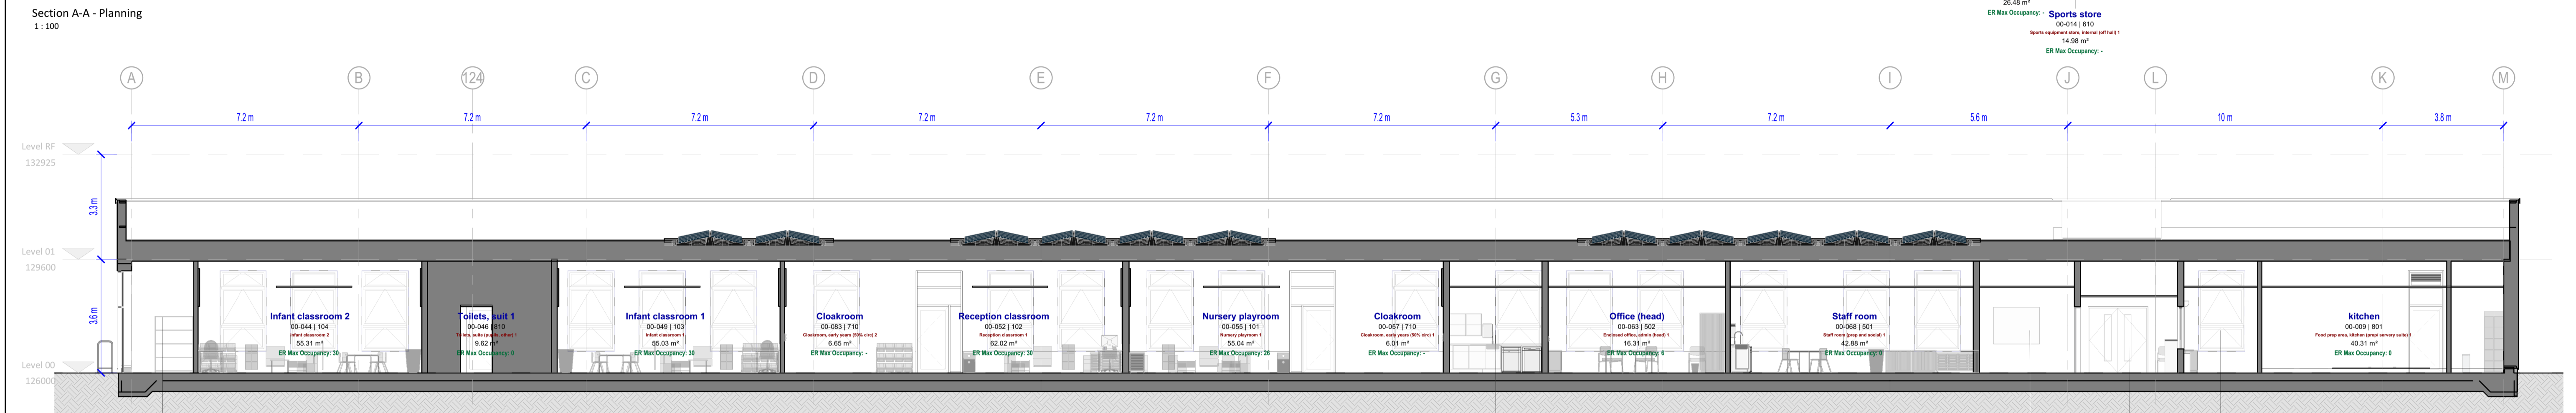 Section A-A - Planning
1 : 100
26.48 m²
ER Max Occupancy: -
Sports store
00-014 | 610
Sports equipment store, internal (off hall) 1
14.98 m²
ER Max Occupancy: -
A B 124 C D E F G H I J L K M
7.2 m 7.2 m 7.2 m 7.2 m 7.2 m 7.2 m 5.3 m 7.2 m 5.6 m 10 m 3.8 m
Level RF
132925
3.3 m
Level 01
129600
3.6 m
Level 00
126000
Infant classroom 2
00-044 | 104
Infant classroom 2
55.31 m²
ER Max Occupancy: 30
Toilets, suit 1
00-046 | 810
Toilets, suite (pupils, other) 1
9.62 m²
ER Max Occupancy: 0
Infant classroom 1
00-049 | 103
Infant classroom 1
55.03 m²
ER Max Occupancy: 30
Cloakroom
00-083 | 710
Cloakroom, early years (50% circ) 2
6.65 m²
ER Max Occupancy: -
Reception classroom
00-052 | 102
Reception classroom 1
62.02 m²
ER Max Occupancy: 30
Nursery playroom
00-055 | 101
Nursery playroom 1
55.04 m²
ER Max Occupancy: 26
Cloakroom
00-057 | 710
Cloakroom, early years (50% circ) 1
6.01 m²
ER Max Occupancy: -
Office (head)
00-063 | 502
Enclosed office, admin (head) 1
16.31 m²
ER Max Occupancy: 6
Staff room
00-068 | 501
Staff room (prep and social) 1
42.88 m²
ER Max Occupancy: 0
kitchen
00-009 | 801
Food prep area, kitchen (prep/ servery suite) 1
40.31 m²
ER Max Occupancy: 0